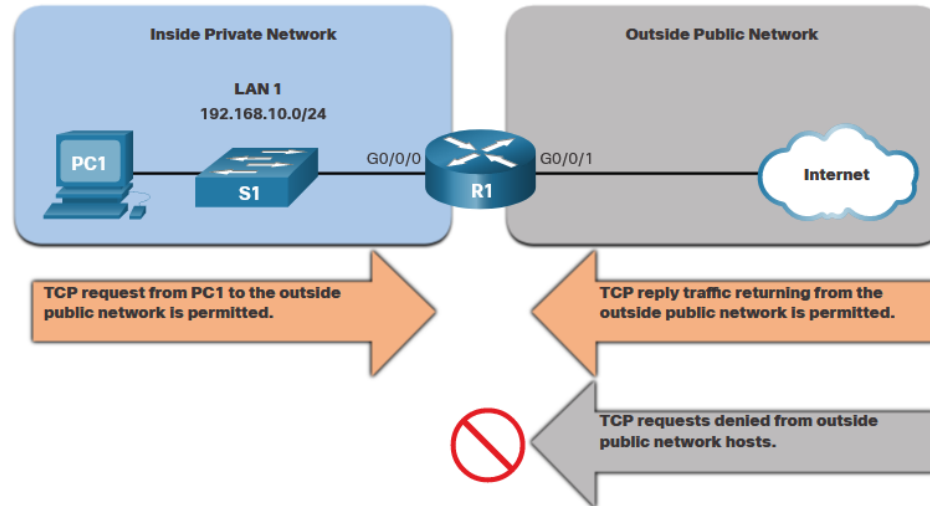 Inside Private Network
Outside Public Network
LAN 1
192.168.10.0/24
PC1
S1
G0/0/0
R1
G0/0/1
Internet
TCP request from PC1 to the outside
public network is permitted.
TCP reply traffic returning from the
outside public network is permitted.
TCP requests denied from outside
public network hosts.